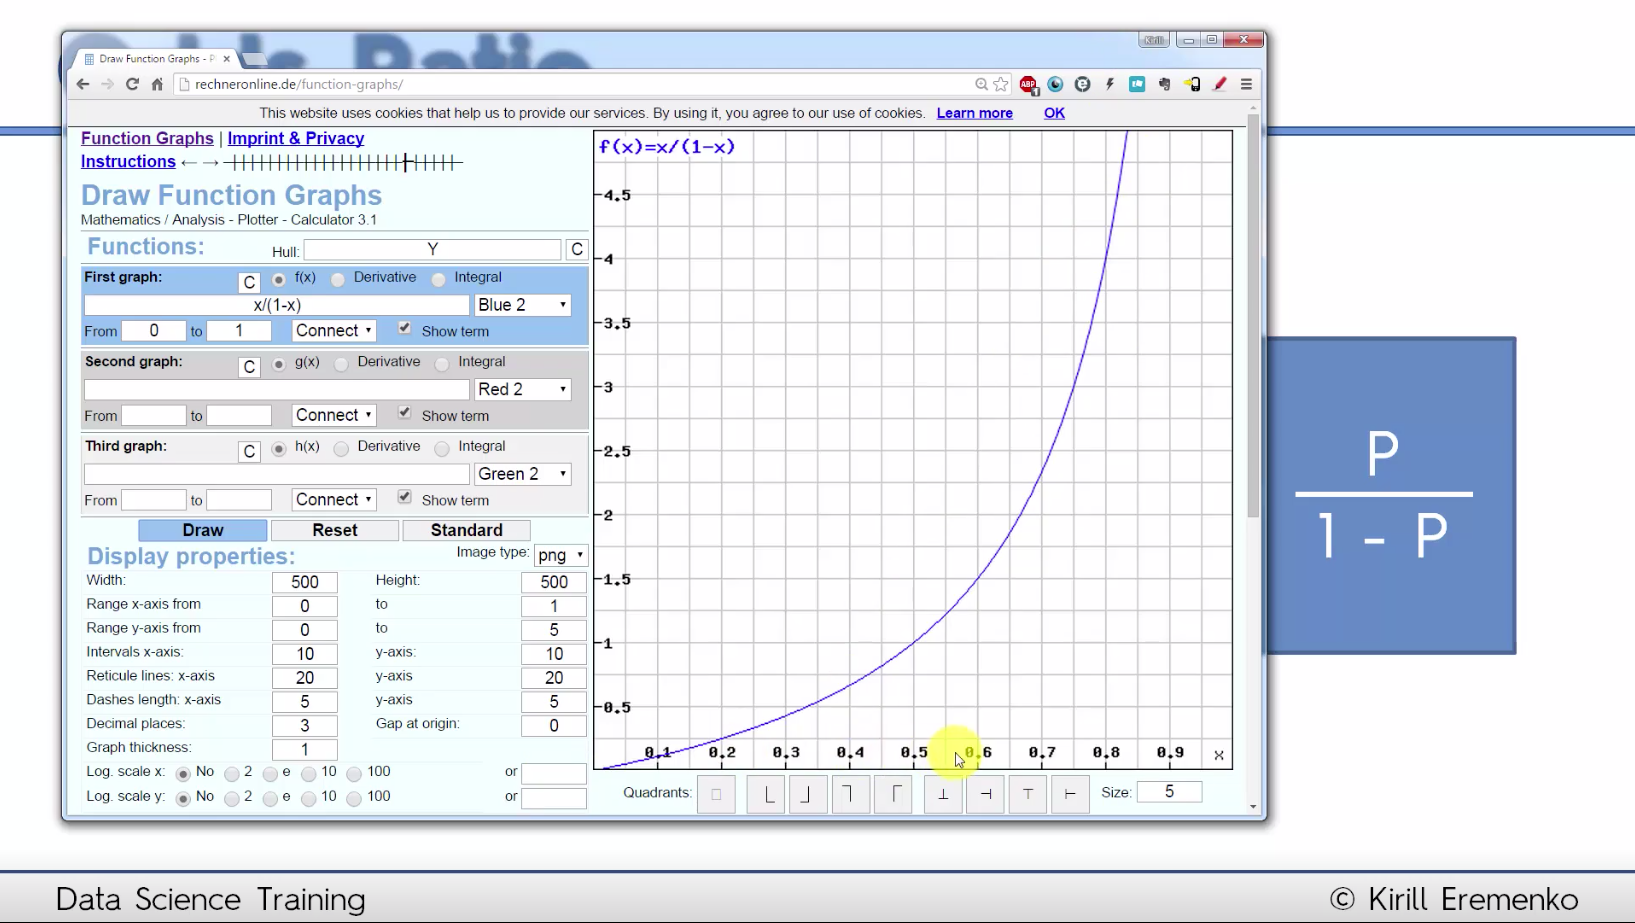 Odds Ratio
Kirill
Draw Function Graphs - P
rechneronline.de/function-graphs/
ABP
1
This website uses cookies that help us to provide our services. By using it, you agree to our use of cookies. Learn more OK
Function Graphs | Imprint & Privacy
Instructions ← →
Draw Function Graphs
Mathematics / Analysis - Plotter - Calculator 3.1
Functions: Hull: Y C
First graph: C f(x) Derivative Integral
x/(1-x) Blue 2
From 0 to 1 Connect Show term
Second graph: C g(x) Derivative Integral
Red 2
From to Connect Show term
Third graph: C h(x) Derivative Integral
Green 2
From to Connect Show term
Draw Reset Standard
Display properties: Image type: png
Width: 500 Height: 500
Range x-axis from 0 to 1
Range y-axis from 0 to 5
Intervals x-axis: 10 y-axis: 10
Reticule lines: x-axis 20 y-axis 20
Dashes length: x-axis 5 y-axis 5
Decimal places: 3 Gap at origin: 0
Graph thickness: 1
Log. scale x: No 2 e 10 100 or
Log. scale y: No 2 e 10 100 or
f(x)=x/(1-x)
4.5
4
3.5
3
2.5
2
1.5
1
0.5
0.1 0.2 0.3 0.4 0.5 0.6 0.7 0.8 0.9 x
Quadrants: Size: 5
P
1 - P
Data Science Training
© Kirill Eremenko